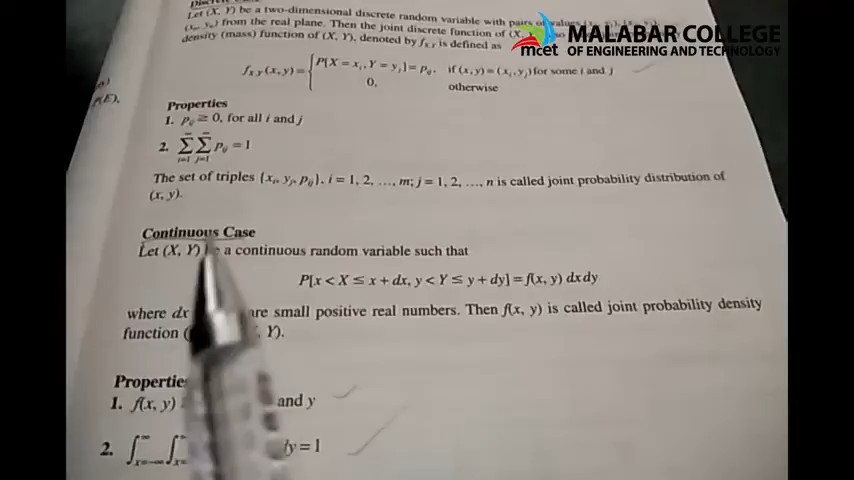 Discrete Case
Let (X, Y) be a two-dimensional discrete random variable with pairs of values
from the real plane. Then the joint discrete function of (X, Y)
density (mass) function of (X, Y), denoted by f_{X,Y} is defined as
MALABAR COLLEGE
OF ENGINEERING AND TECHNOLOGY
mcet
f_{X,Y}(x, y) = { P[X = x_i, Y = y_j] = p_{ij}, if (x, y) = (x_i, y_j) for some i and j
0, otherwise
P(E),
Properties
1. p_{ij} ≥ 0, for all i and j
2. ∑_{i=1}^{∞} ∑_{j=1}^{∞} p_{ij} = 1
The set of triples {x_i, y_j, p_{ij}}, i = 1, 2, ..., m; j = 1, 2, ..., n is called joint probability distribution of
(x, y).
Continuous Case
Let (X, Y) be a continuous random variable such that
P[x < X ≤ x + dx, y < Y ≤ y + dy] = f(x, y) dxdy
where dx are small positive real numbers. Then f(x, y) is called joint probability density
function ( , Y).
Properties
1. f(x, y) and y
2. ∫ ∫ dy = 1